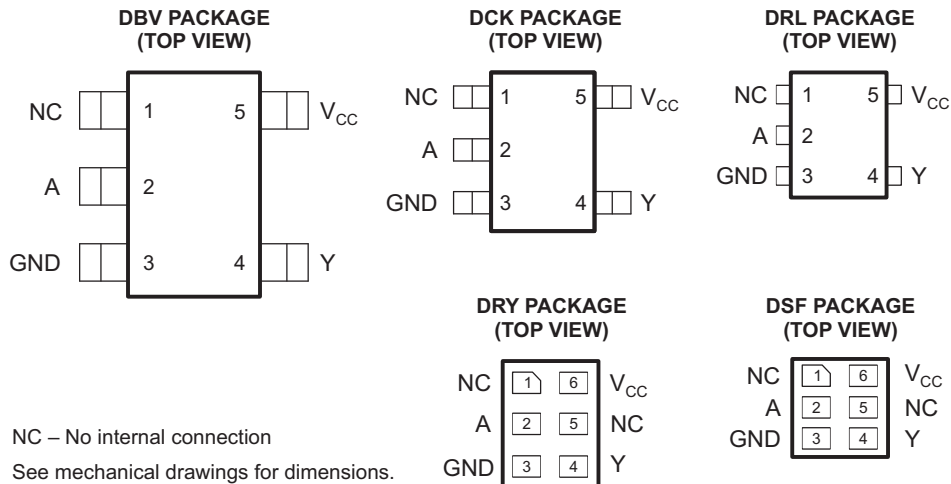 DBV PACKAGE
(TOP VIEW)
NC 1 5 VCC
A 2
GND 3 4 Y
DCK PACKAGE
(TOP VIEW)
NC 1 5 VCC
A 2
GND 3 4 Y
DRL PACKAGE
(TOP VIEW)
NC 1 5 VCC
A 2
GND 3 4 Y
DRY PACKAGE
(TOP VIEW)
NC 1 6 VCC
A 2 5 NC
GND 3 4 Y
DSF PACKAGE
(TOP VIEW)
NC 1 6 VCC
A 2 5 NC
GND 3 4 Y
NC – No internal connection
See mechanical drawings for dimensions.